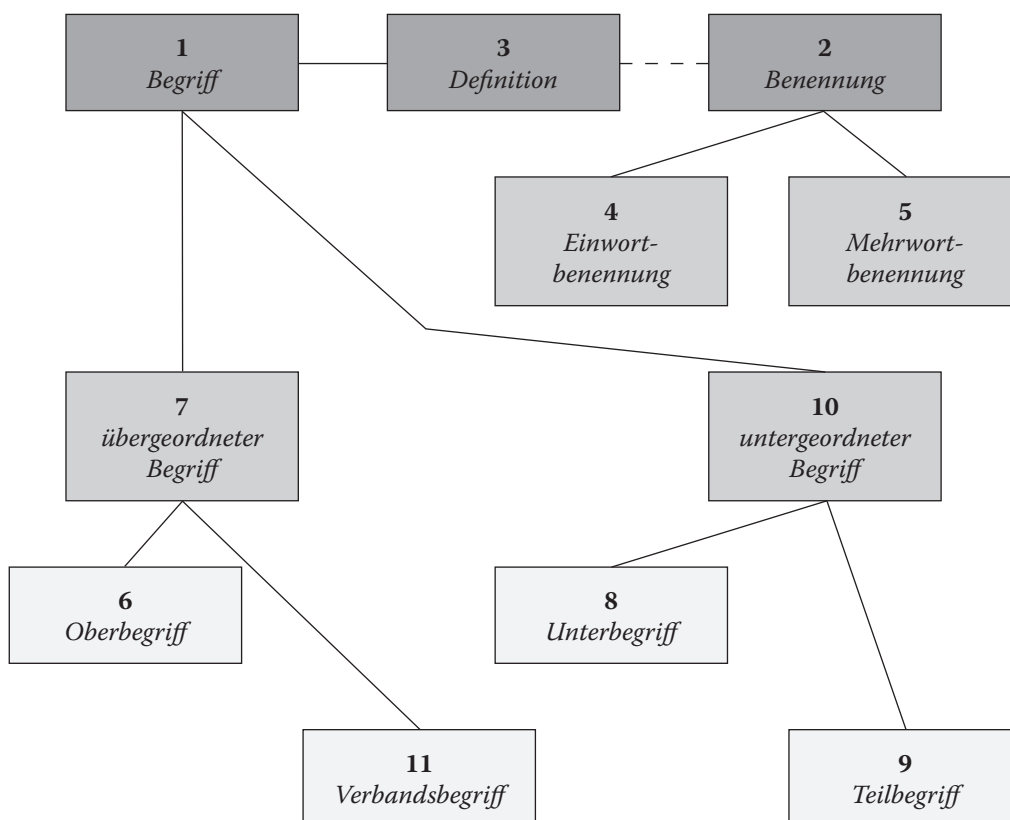 1
Begriff
3
Definition
2
Benennung
4
Einwort-
benennung
5
Mehrwort-
benennung
7
übergeordneter
Begriff
10
untergeordneter
Begriff
6
Oberbegriff
8
Unterbegriff
11
Verbandsbegriff
9
Teilbegriff